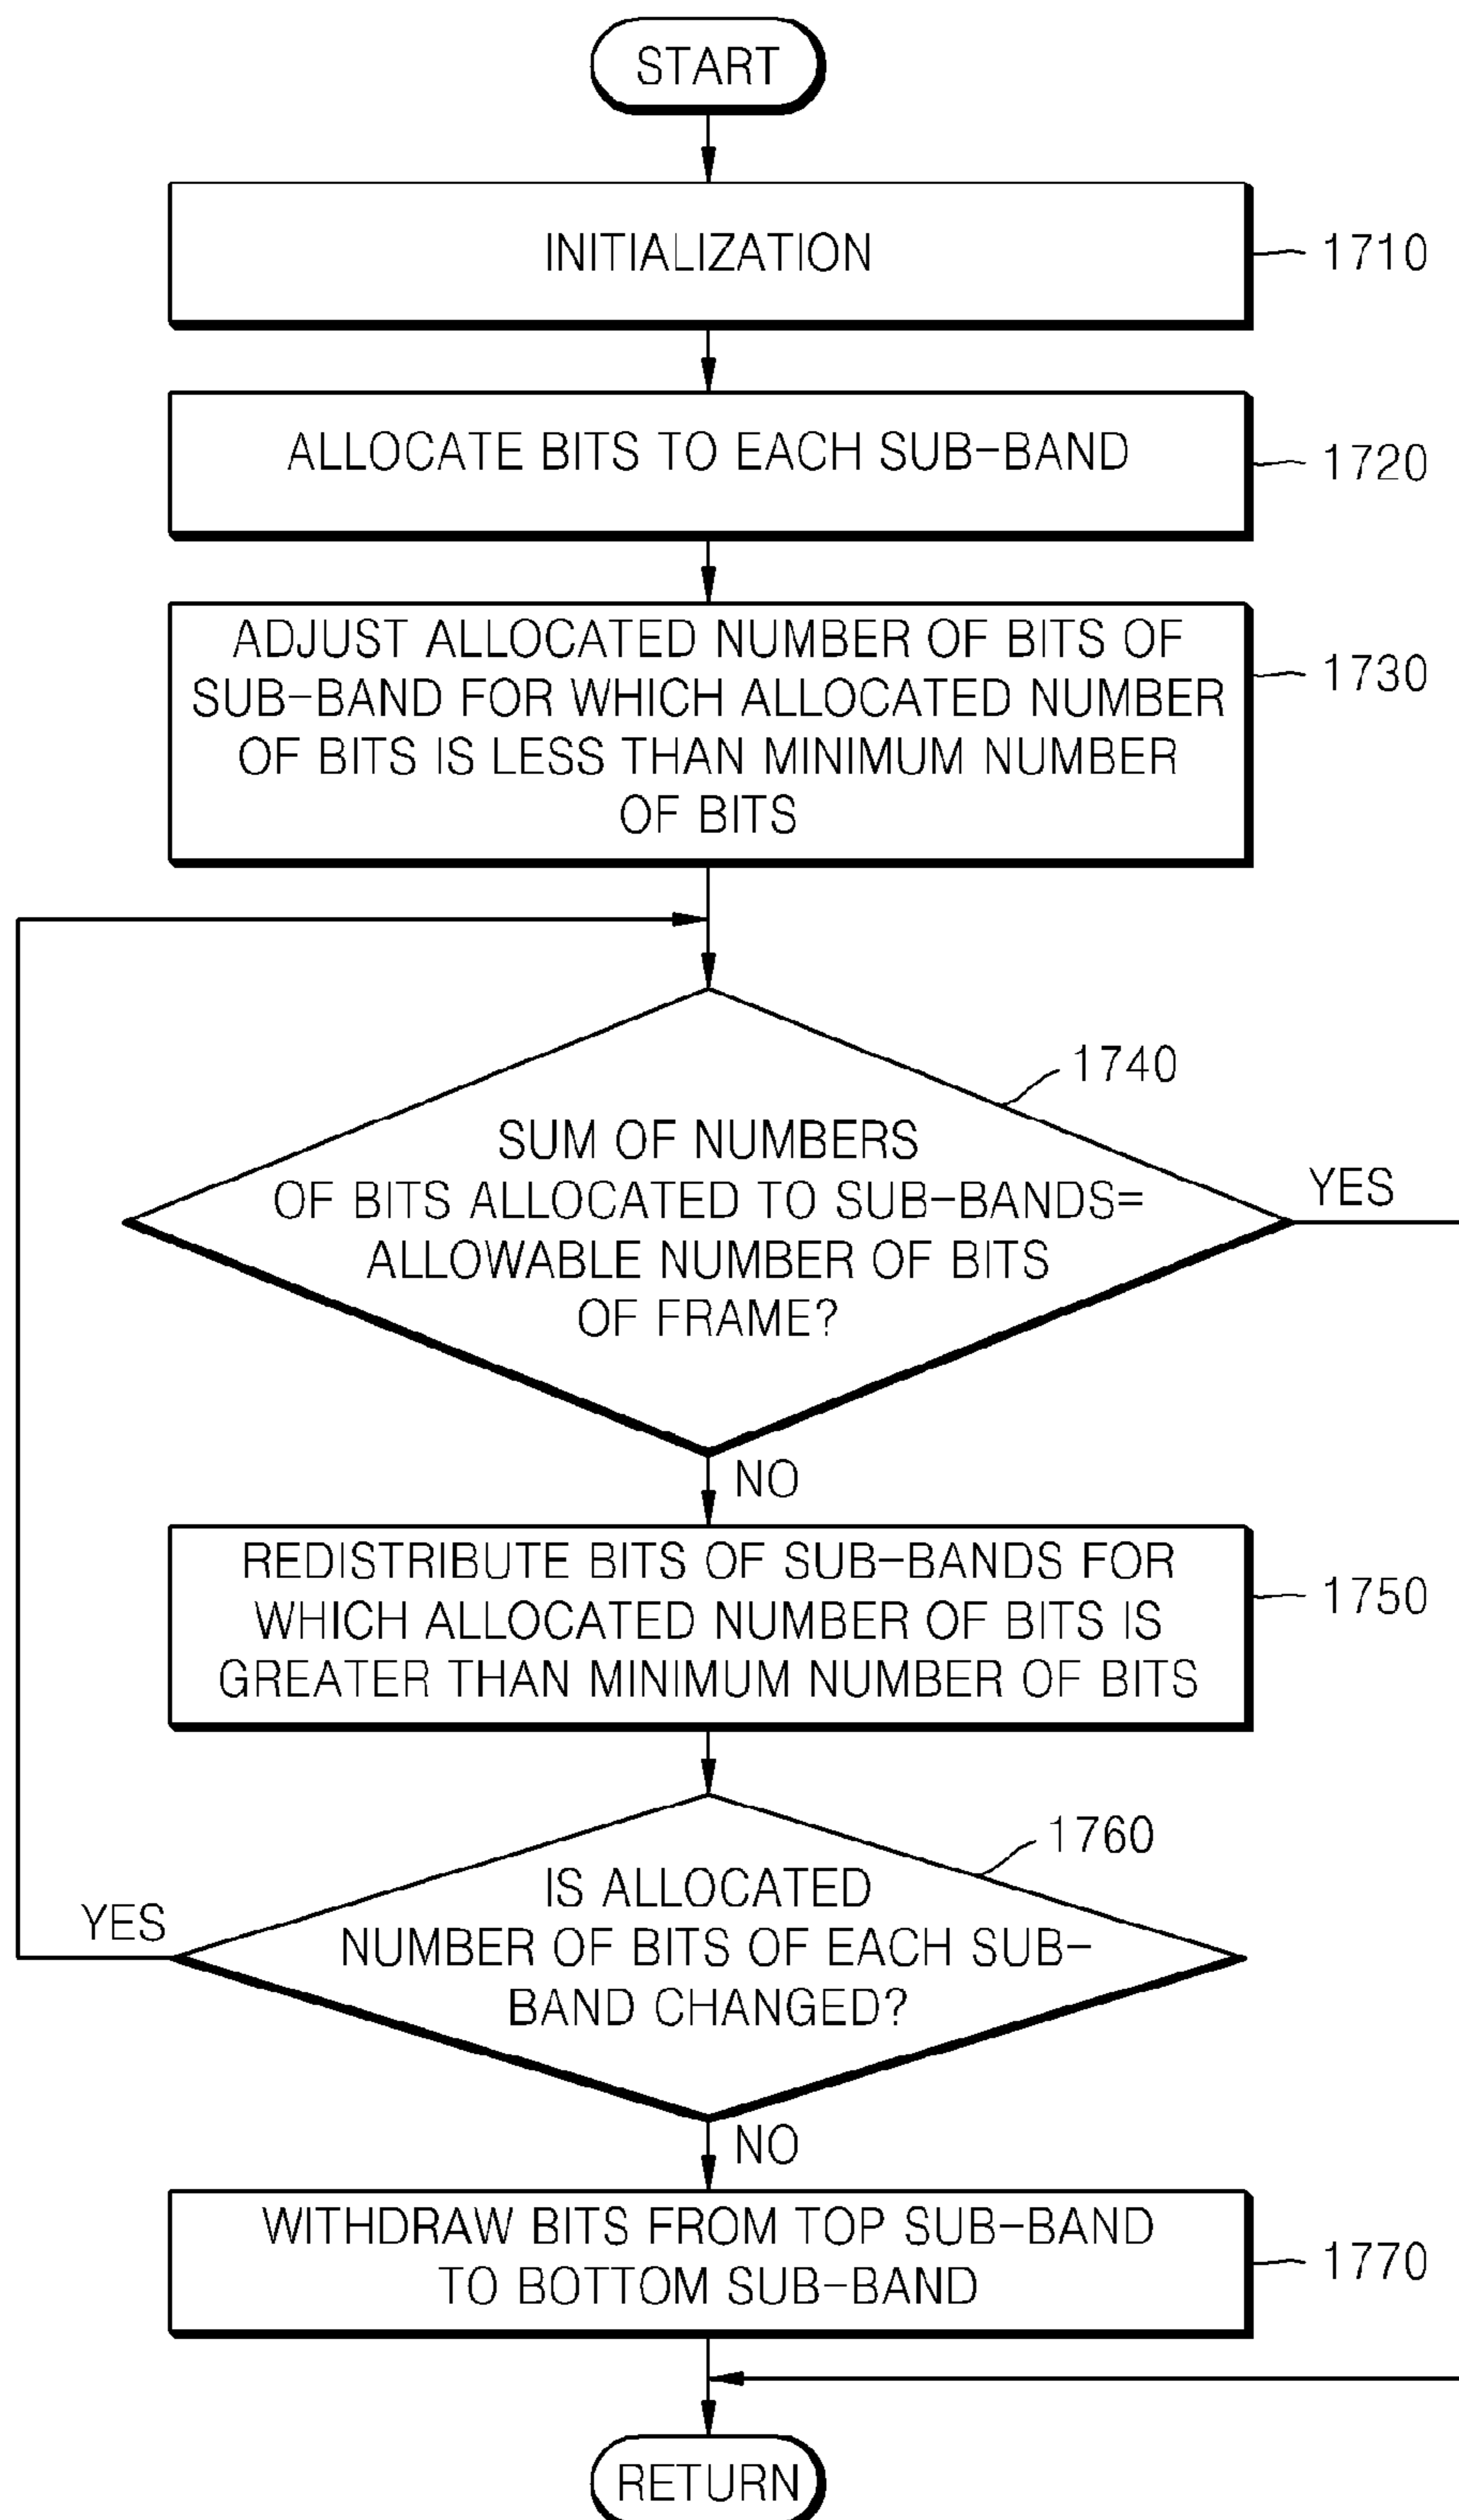 START
INITIALIZATION
1710
ALLOCATE BITS TO EACH SUB-BAND
1720
ADJUST ALLOCATED NUMBER OF BITS OF
SUB-BAND FOR WHICH ALLOCATED NUMBER
OF BITS IS LESS THAN MINIMUM NUMBER
OF BITS
1730
1740
SUM OF NUMBERS
OF BITS ALLOCATED TO SUB-BANDS=
ALLOWABLE NUMBER OF BITS
OF FRAME?
YES
NO
REDISTRIBUTE BITS OF SUB-BANDS FOR
WHICH ALLOCATED NUMBER OF BITS IS
GREATER THAN MINIMUM NUMBER OF BITS
1750
1760
IS ALLOCATED
NUMBER OF BITS OF EACH SUB-
BAND CHANGED?
YES
NO
WITHDRAW BITS FROM TOP SUB-BAND
TO BOTTOM SUB-BAND
1770
RETURN